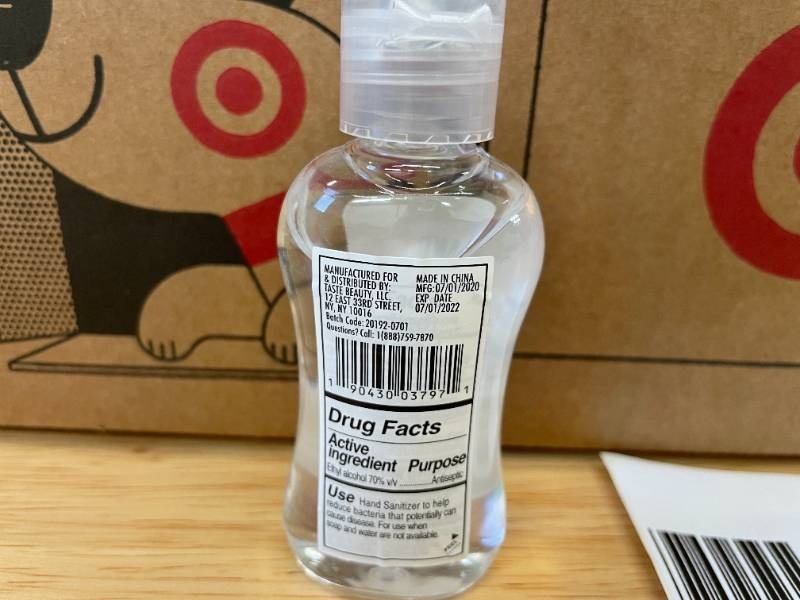 MANUFACTURED FOR
& DISTRIBUTED BY:
TASTE BEAUTY, LLC.
12 EAST 33RD STREET,
NY, NY 10016
Batch Code: 20192-0701
Questions? Call: 1(888)759-7870
MADE IN CHINA
MFG:07/01/2020
EXP. DATE
07/01/2022
1 90430 03797 1
Drug Facts
Active
ingredient Purpose
Ethyl alcohol 70% v/v ............Antiseptic
Use Hand Sanitizer to help
reduce bacteria that potentially can
cause disease. For use when
soap and water are not available.
PEEL